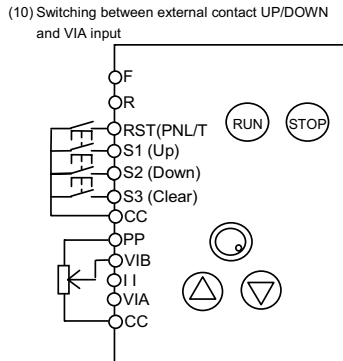 (10) Switching between external contact UP/DOWN
and VIA input
F
R
RST(PNL/T
RUN
STOP
S1 (Up)
S2 (Down)
S3 (Clear)
CC
PP
VIB
I I
VIA
CC